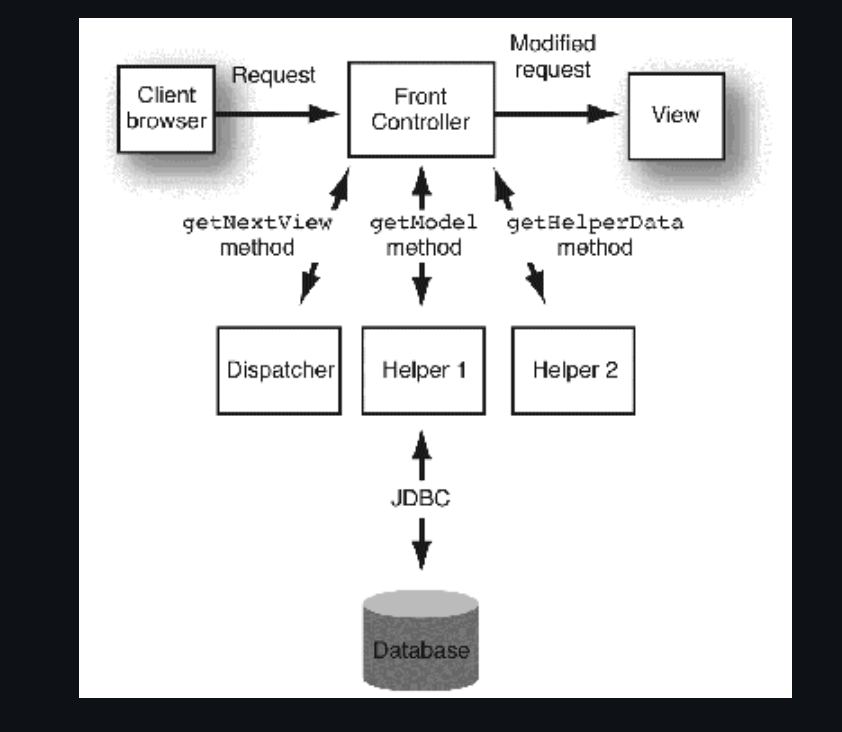 Client
browser
Request
Front
Controller
Modified
request
View
getNextView
method
getModel
method
getHelperData
method
Dispatcher
Helper 1
Helper 2
JDBC
Database